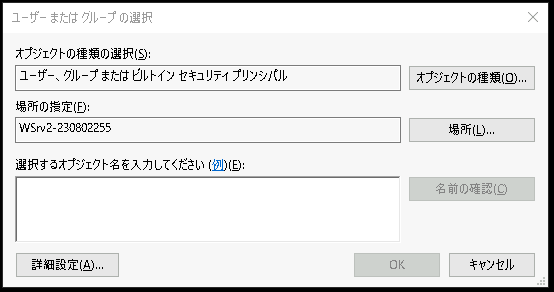 ユーザー または グループ の選択
オブジェクトの種類の選択(S):
ユーザー、グループ または ビルトイン セキュリティ プリンシパル
オブジェクトの種類(O)...
場所の指定(F):
WSrv2-230802255
場所(L)...
選択するオブジェクト名を入力してください (例)(E):
名前の確認(C)
詳細設定(A)...
OK
キャンセル